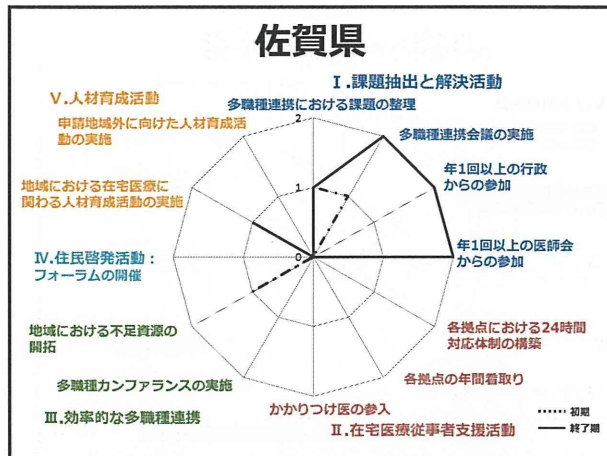 佐賀県
Ⅰ.課題抽出と解決活動
多職種連携における課題の整理
多職種連携会議の実施
年1回以上の行政
からの参加
年1回以上の医師会
からの参加
各拠点における24時間
対応体制の構築
各拠点の年間看取り
かかりつけ医の参入
Ⅱ.在宅医療従事者支援活動
Ⅲ.効率的な多職種連携
多職種カンファランスの実施
地域における不足資源の
開拓
Ⅳ.住民啓発活動：
フォーラムの開催
地域における在宅医療に
関わる人材育成活動の実施
申請地域外に向けた人材育成活
動の実施
Ⅴ.人材育成活動
2
1
0
初期
終了期